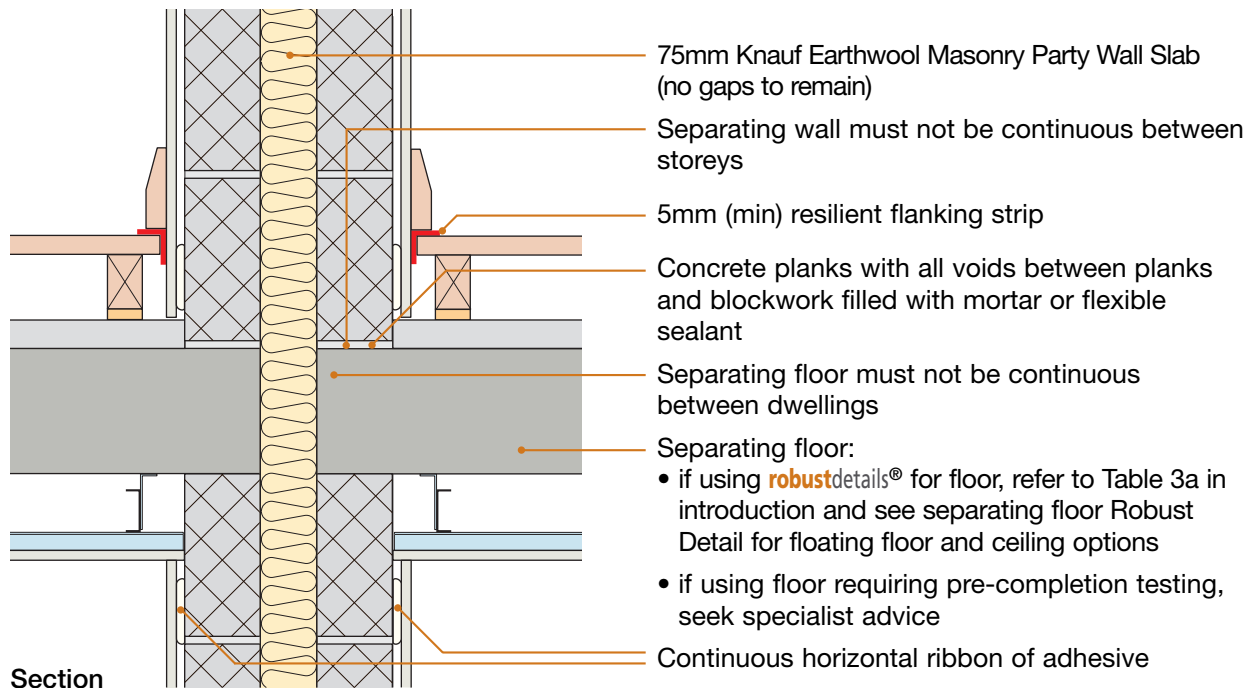 75mm Knauf Earthwool Masonry Party Wall Slab
(no gaps to remain)
Separating wall must not be continuous between
storeys
5mm (min) resilient flanking strip
Concrete planks with all voids between planks
and blockwork filled with mortar or flexible
sealant
Separating floor must not be continuous
between dwellings
Separating floor:
• if using robustdetails® for floor, refer to Table 3a in
introduction and see separating floor Robust
Detail for floating floor and ceiling options
• if using floor requiring pre-completion testing,
seek specialist advice
Continuous horizontal ribbon of adhesive
Section